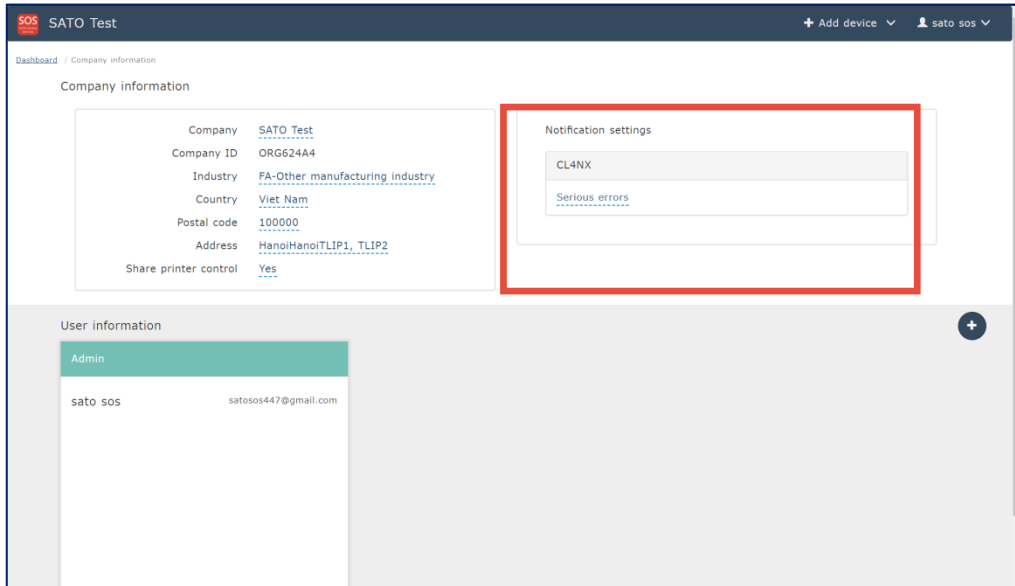 SOS SATO Test
Add device
sato sos
Dashboard / Company information
Company information
Company SATO Test
Company ID ORG624A4
Industry FA-Other manufacturing industry
Country Viet Nam
Postal code 100000
Address HanoiHanoiTLIP1, TLIP2
Share printer control Yes
Notification settings
CL4NX
Serious errors
User information
Admin
sato sos satosos447@gmail.com